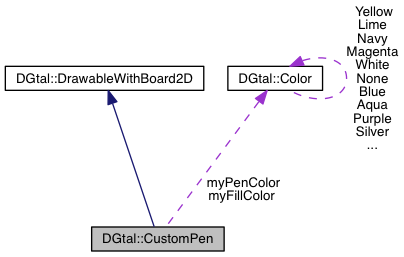 Yellow
Lime
Navy
Magenta
White
None
Blue
Aqua
Purple
Silver
...
DGtal::DrawableWithBoard2D
DGtal::Color
myPenColor
myFillColor
DGtal::CustomPen